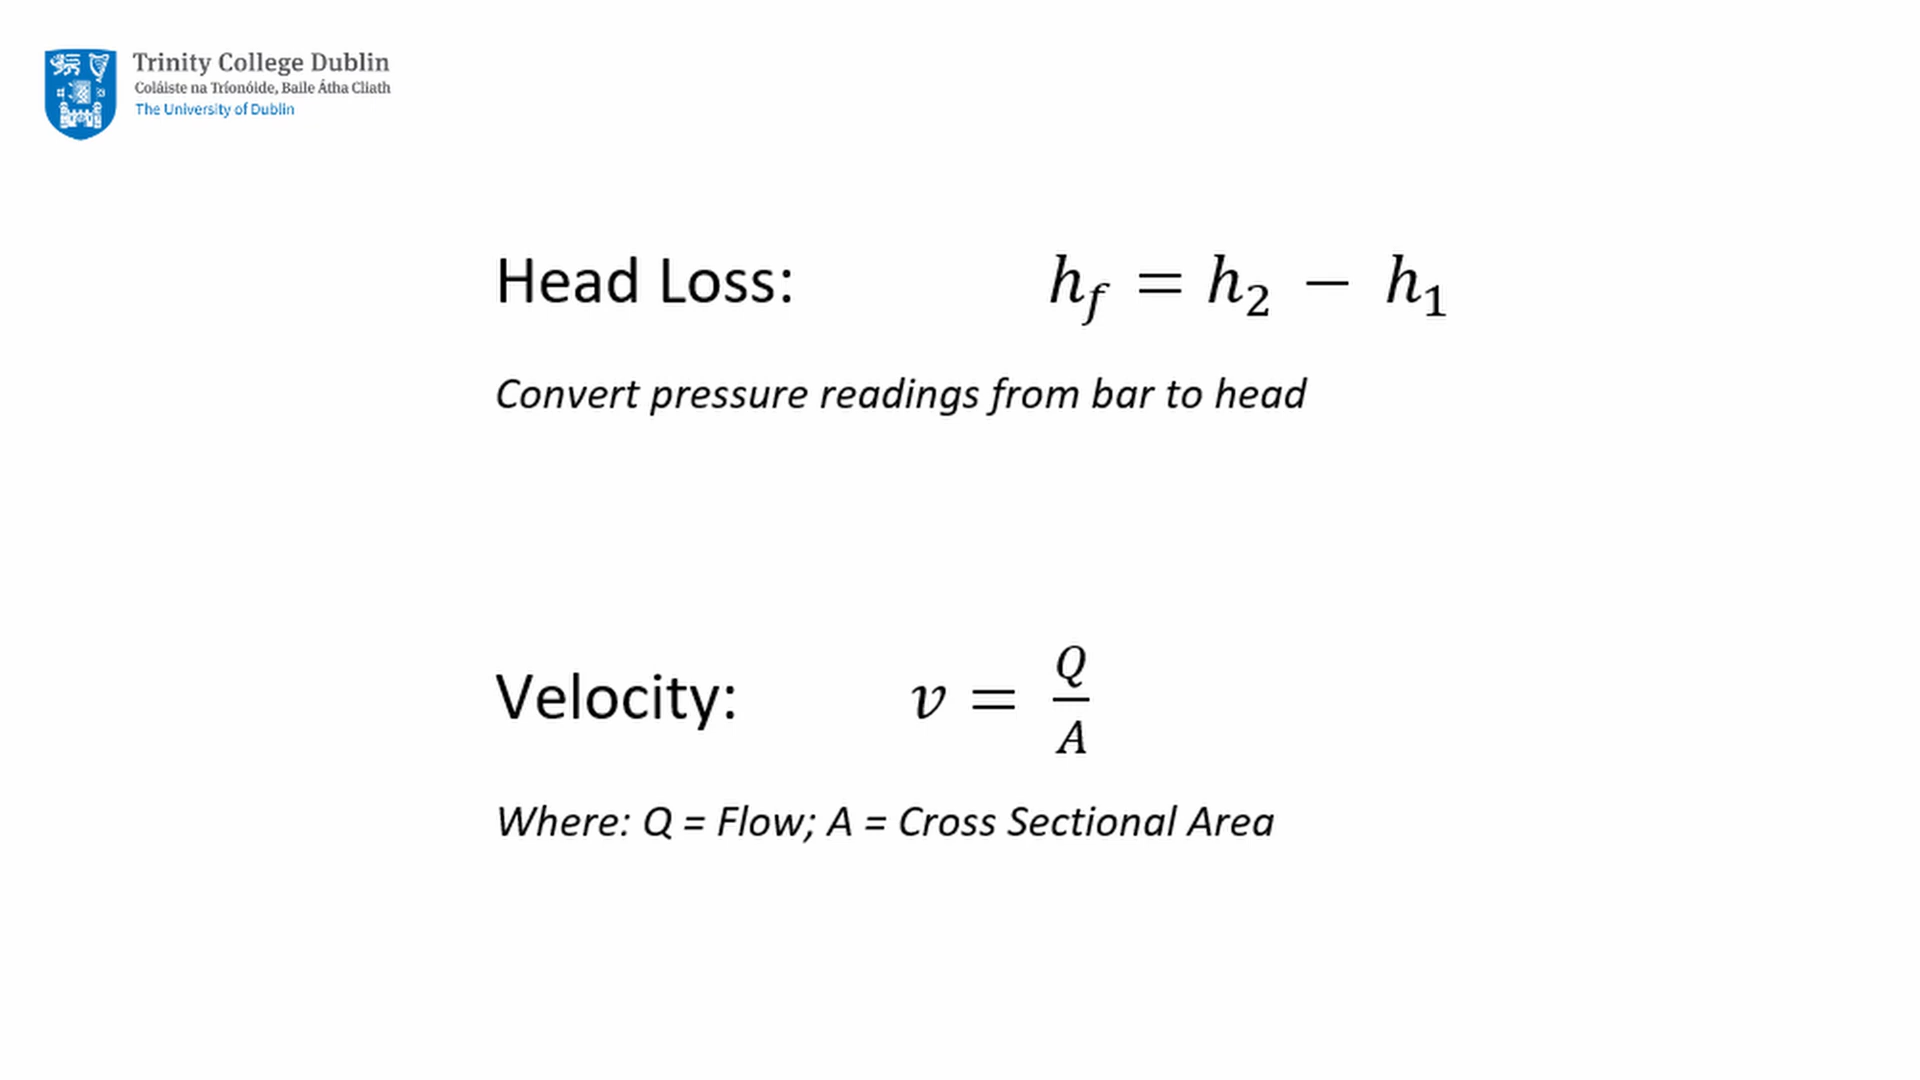 Trinity College Dublin
Coláiste na Tríonóide, Baile Átha Cliath
The University of Dublin
Head Loss: h_f = h_2 − h_1
Convert pressure readings from bar to head
Velocity: v = Q/A
Where: Q = Flow; A = Cross Sectional Area